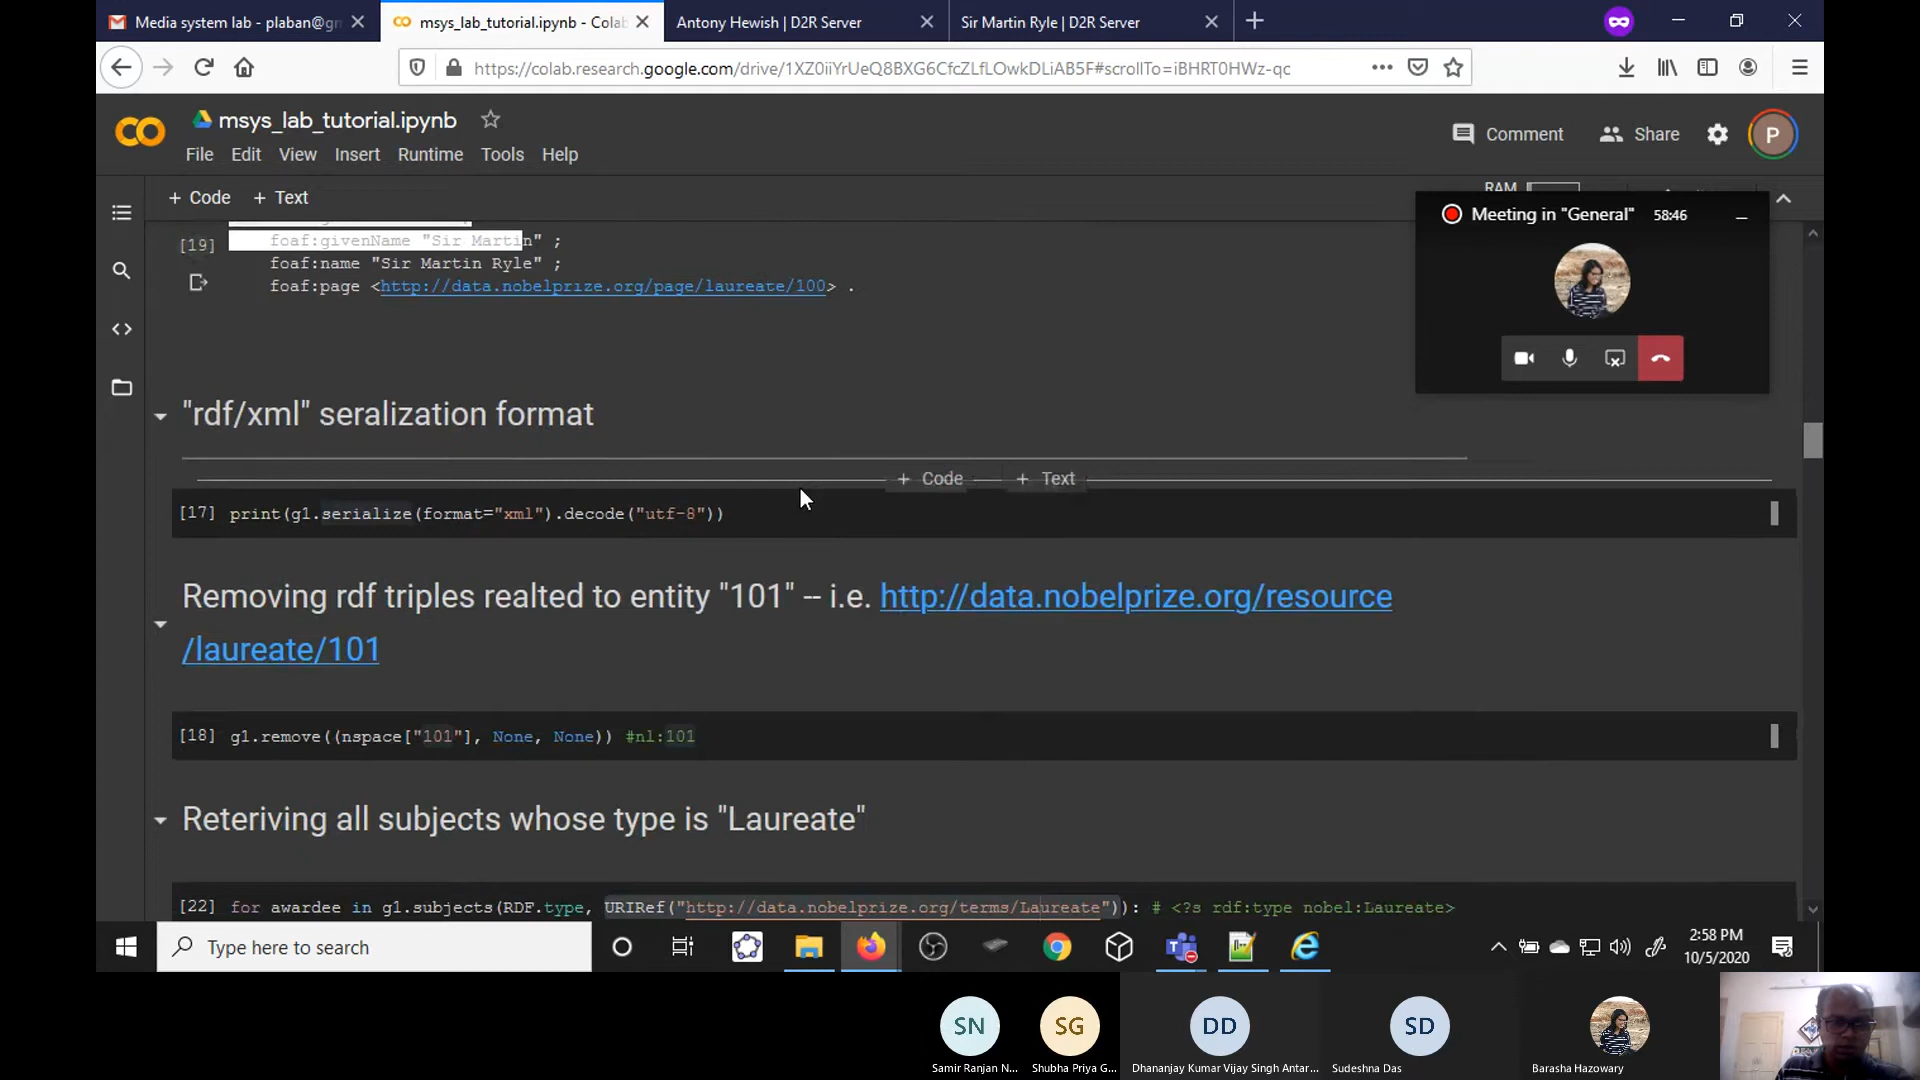 Media system lab - plaban@gm
msys_lab_tutorial.ipynb - Colab
Antony Hewish | D2R Server
Sir Martin Ryle | D2R Server
https://colab.research.google.com/drive/1XZ0iiYrUeQ8BXG6CfcZLfLOwkDLiAB5F#scrollTo=iBHRT0HWz-qc
CO
msys_lab_tutorial.ipynb
Comment
Share
P
File Edit View Insert Runtime Tools Help
+ Code + Text
RAM
Meeting in "General" 58:46
[19]
foaf:givenName "Sir Martin" ;
foaf:name "Sir Martin Ryle" ;
foaf:page <http://data.nobelprize.org/page/laureate/100> .
"rdf/xml" seralization format
+ Code + Text
[17] print(g1.serialize(format="xml").decode("utf-8"))
Removing rdf triples realted to entity "101" -- i.e. http://data.nobelprize.org/resource
/laureate/101
[18] g1.remove((nspace["101"], None, None)) #nl:101
Reteriving all subjects whose type is "Laureate"
[22] for awardee in g1.subjects(RDF.type, URIRef("http://data.nobelprize.org/terms/Laureate")): # <?s rdf:type nobel:Laureate>
Type here to search
2:58 PM
10/5/2020
SN
SG
DD
SD
Samir Ranjan N...
Shubha Priya G...
Dhananjay Kumar Vijay Singh Antar...
Sudeshna Das
Barasha Hazowary